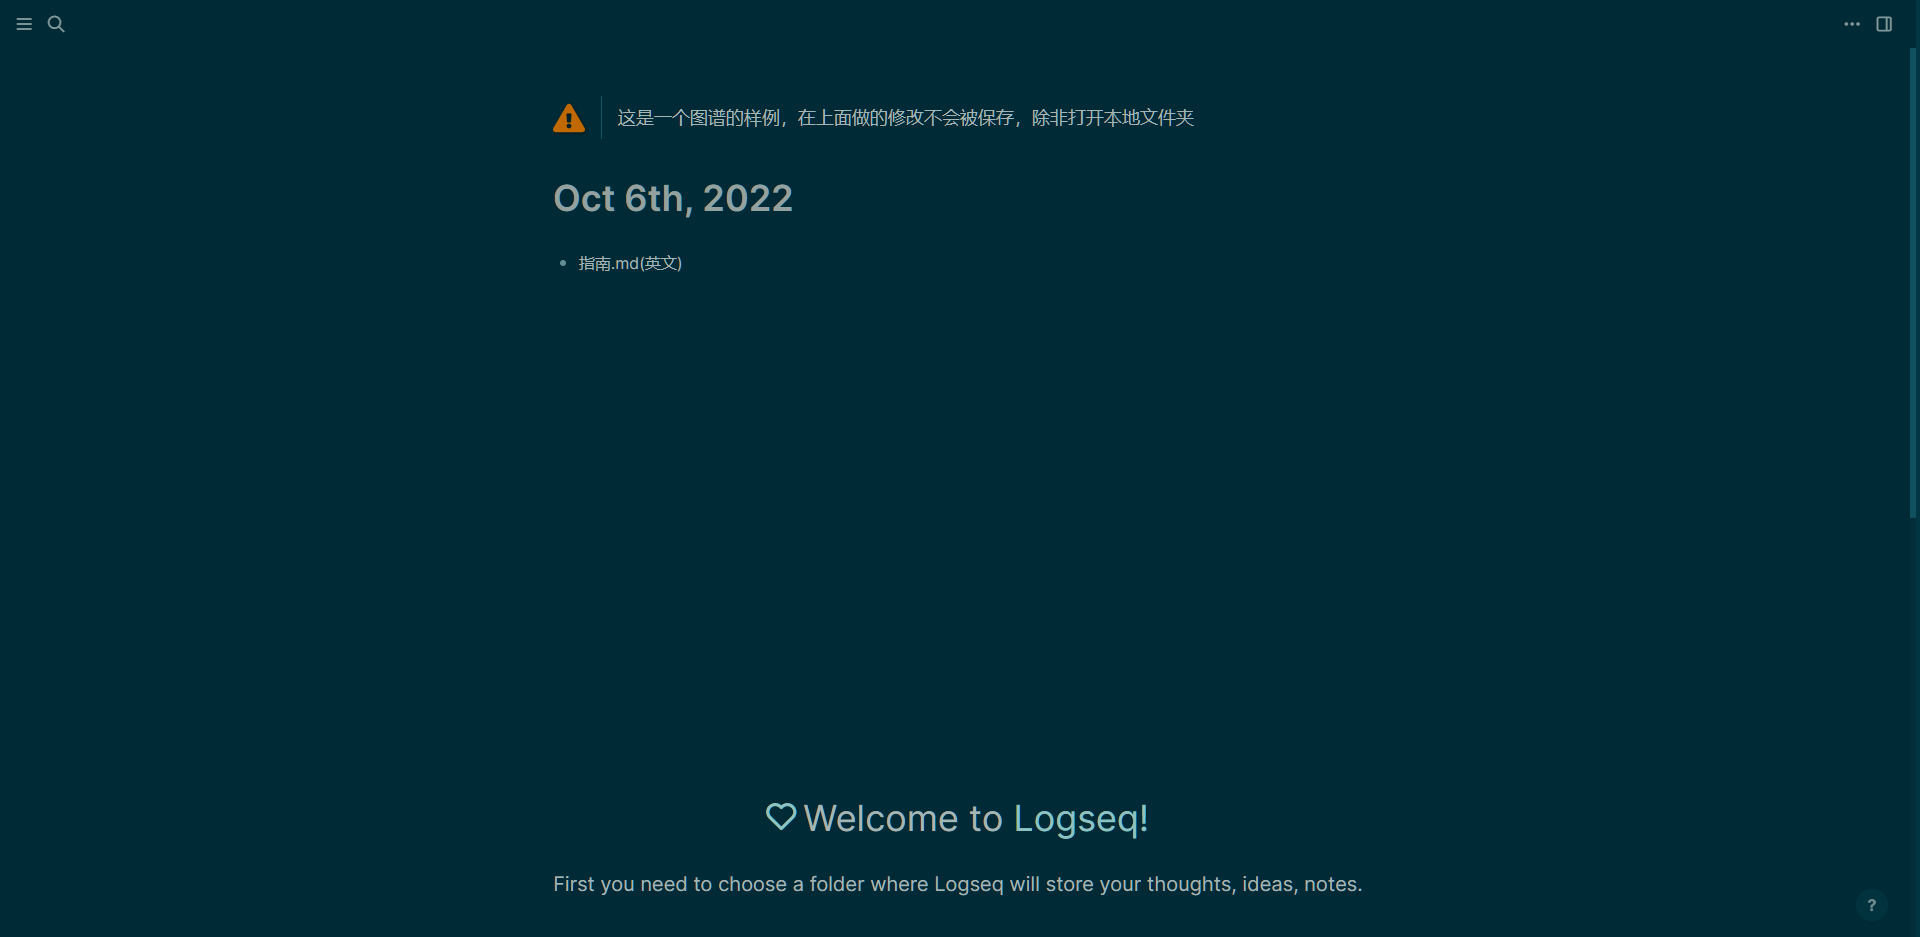 这是一个图谱的样例，在上面做的修改不会被保存，除非打开本地文件夹
Oct 6th, 2022
指南.md(英文)
Welcome to Logseq!
First you need to choose a folder where Logseq will store your thoughts, ideas, notes.
?